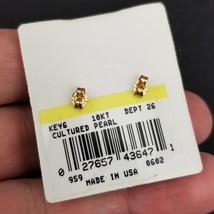 KEY6 10KT DEPT 26
CULTURED PEARL
0 27657 43647 1
959 MADE IN USA 0602